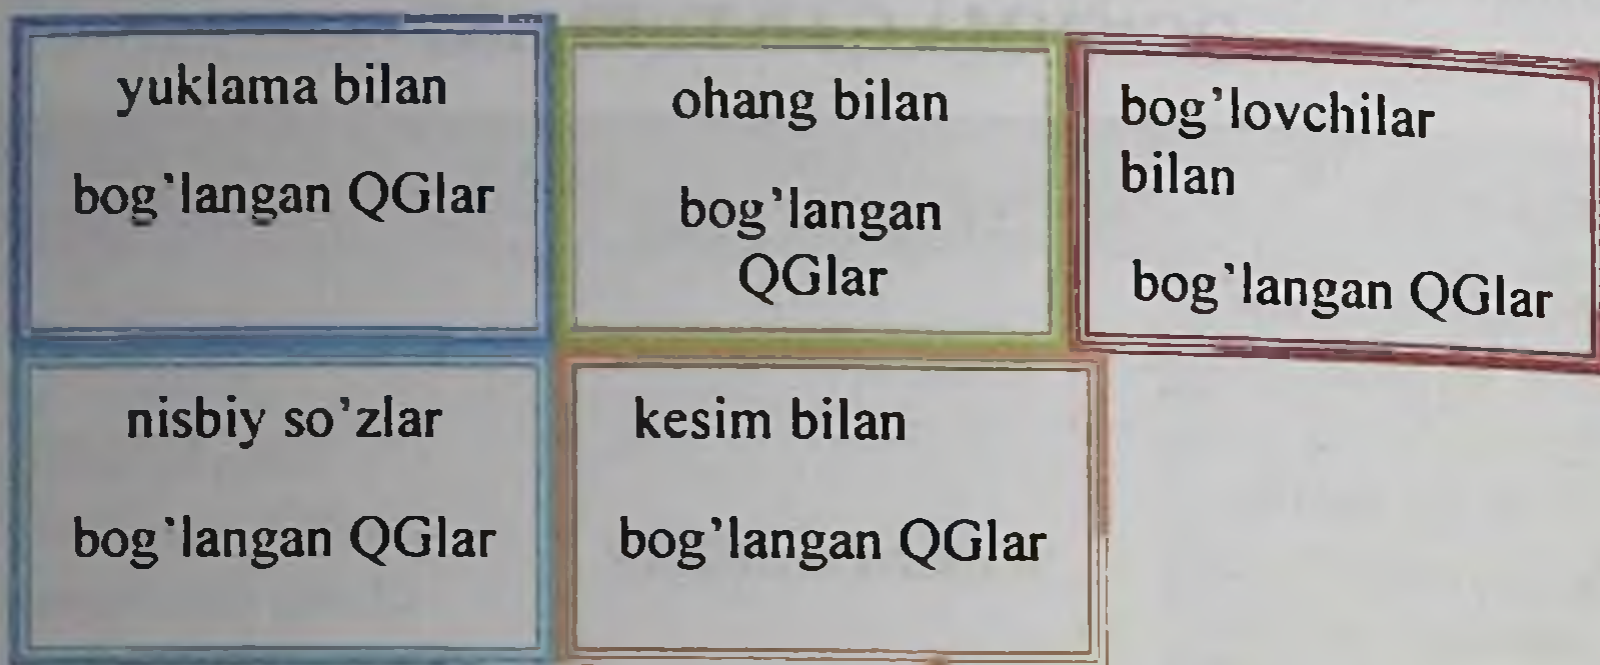 yuklama bilan
bog'langan QGlar
ohang bilan
bog'langan
QGlar
bog'lovchilar
bilan
bog'langan QGlar
nisbiy so'zlar
bog'langan QGlar
kesim bilan
bog'langan QGlar